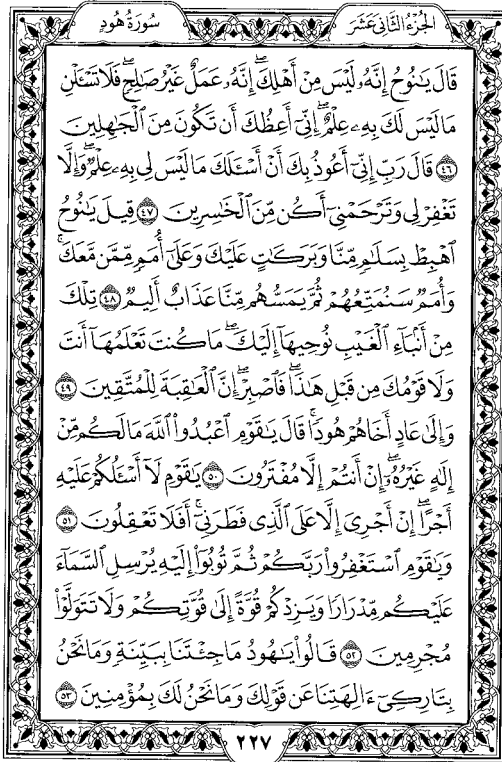 الجزء الثاني عشر
سورة هود
قَالَ يَٰنُوحُ إِنَّهُۥ لَيْسَ مِنْ أَهْلِكَ ۖ إِنَّهُۥ عَمَلٌ غَيْرُ صَٰلِحٍ ۖ فَلَا تَسْـَٔلْنِ
مَا لَيْسَ لَكَ بِهِۦ عِلْمٌ ۖ إِنِّىٓ أَعِظُكَ أَن تَكُونَ مِنَ ٱلْجَٰهِلِينَ
٤٦ قَالَ رَبِّ إِنِّىٓ أَعُوذُ بِكَ أَنْ أَسْـَٔلَكَ مَا لَيْسَ لِى بِهِۦ عِلْمٌ ۖ وَإِلَّا
تَغْفِرْ لِى وَتَرْحَمْنِىٓ أَكُن مِّنَ ٱلْخَٰسِرِينَ ٤٧ قِيلَ يَٰنُوحُ
ٱهْبِطْ بِسَلَٰمٍ مِّنَّا وَبَرَكَٰتٍ عَلَيْكَ وَعَلَىٰٓ أُمَمٍ مِّمَّن مَّعَكَ ۚ
وَأُمَمٌ سَنُمَتِّعُهُمْ ثُمَّ يَمَسُّهُم مِّنَّا عَذَابٌ أَلِيمٌ ٤٨ تِلْكَ
مِنْ أَنۢبَآءِ ٱلْغَيْبِ نُوحِيهَآ إِلَيْكَ ۖ مَا كُنتَ تَعْلَمُهَآ أَنتَ
وَلَا قَوْمُكَ مِن قَبْلِ هَٰذَا ۖ فَٱصْبِرْ ۖ إِنَّ ٱلْعَٰقِبَةَ لِلْمُتَّقِينَ ٤٩
وَإِلَىٰ عَادٍ أَخَاهُمْ هُودًا ۚ قَالَ يَٰقَوْمِ ٱعْبُدُوا۟ ٱللَّهَ مَا لَكُم مِّنْ
إِلَٰهٍ غَيْرُهُۥٓ ۖ إِنْ أَنتُمْ إِلَّا مُفْتَرُونَ ٥٠ يَٰقَوْمِ لَآ أَسْـَٔلُكُمْ عَلَيْهِ
أَجْرًا ۖ إِنْ أَجْرِىَ إِلَّا عَلَى ٱلَّذِى فَطَرَنِىٓ ۚ أَفَلَا تَعْقِلُونَ ٥١
وَيَٰقَوْمِ ٱسْتَغْفِرُوا۟ رَبَّكُمْ ثُمَّ تُوبُوٓا۟ إِلَيْهِ يُرْسِلِ ٱلسَّمَآءَ
عَلَيْكُم مِّدْرَارًا وَيَزِدْكُمْ قُوَّةً إِلَىٰ قُوَّتِكُمْ وَلَا تَتَوَلَّوْا۟
مُجْرِمِينَ ٥٢ قَالُوا۟ يَٰهُودُ مَا جِئْتَنَا بِبَيِّنَةٍ وَمَا نَحْنُ
بِتَارِكِىٓ ءَالِهَتِنَا عَن قَوْلِكَ وَمَا نَحْنُ لَكَ بِمُؤْمِنِينَ ٥٣
٢٢٧